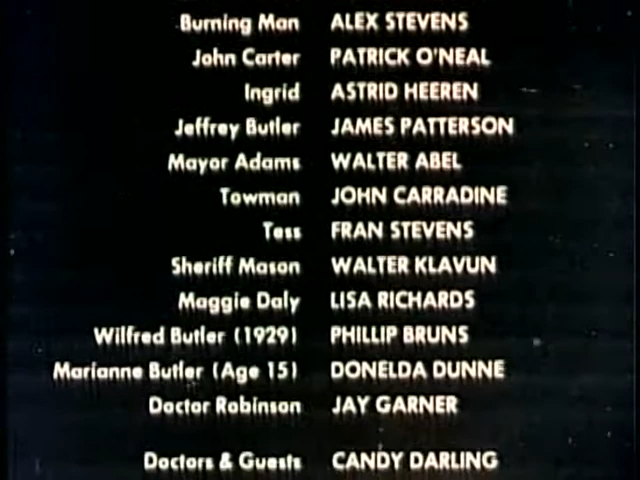 Burning Man ALEX STEVENS
John Carter PATRICK O'NEAL
Ingrid ASTRID HEEREN
Jeffrey Butler JAMES PATTERSON
Mayor Adams WALTER ABEL
Towman JOHN CARRADINE
Tess FRAN STEVENS
Sheriff Mason WALTER KLAVUN
Maggie Daly LISA RICHARDS
Wilfred Butler (1929) PHILLIP BRUNS
Marianne Butler (Age 15) DONELDA DUNNE
Doctor Robinson JAY GARNER
Doctors & Guests CANDY DARLING